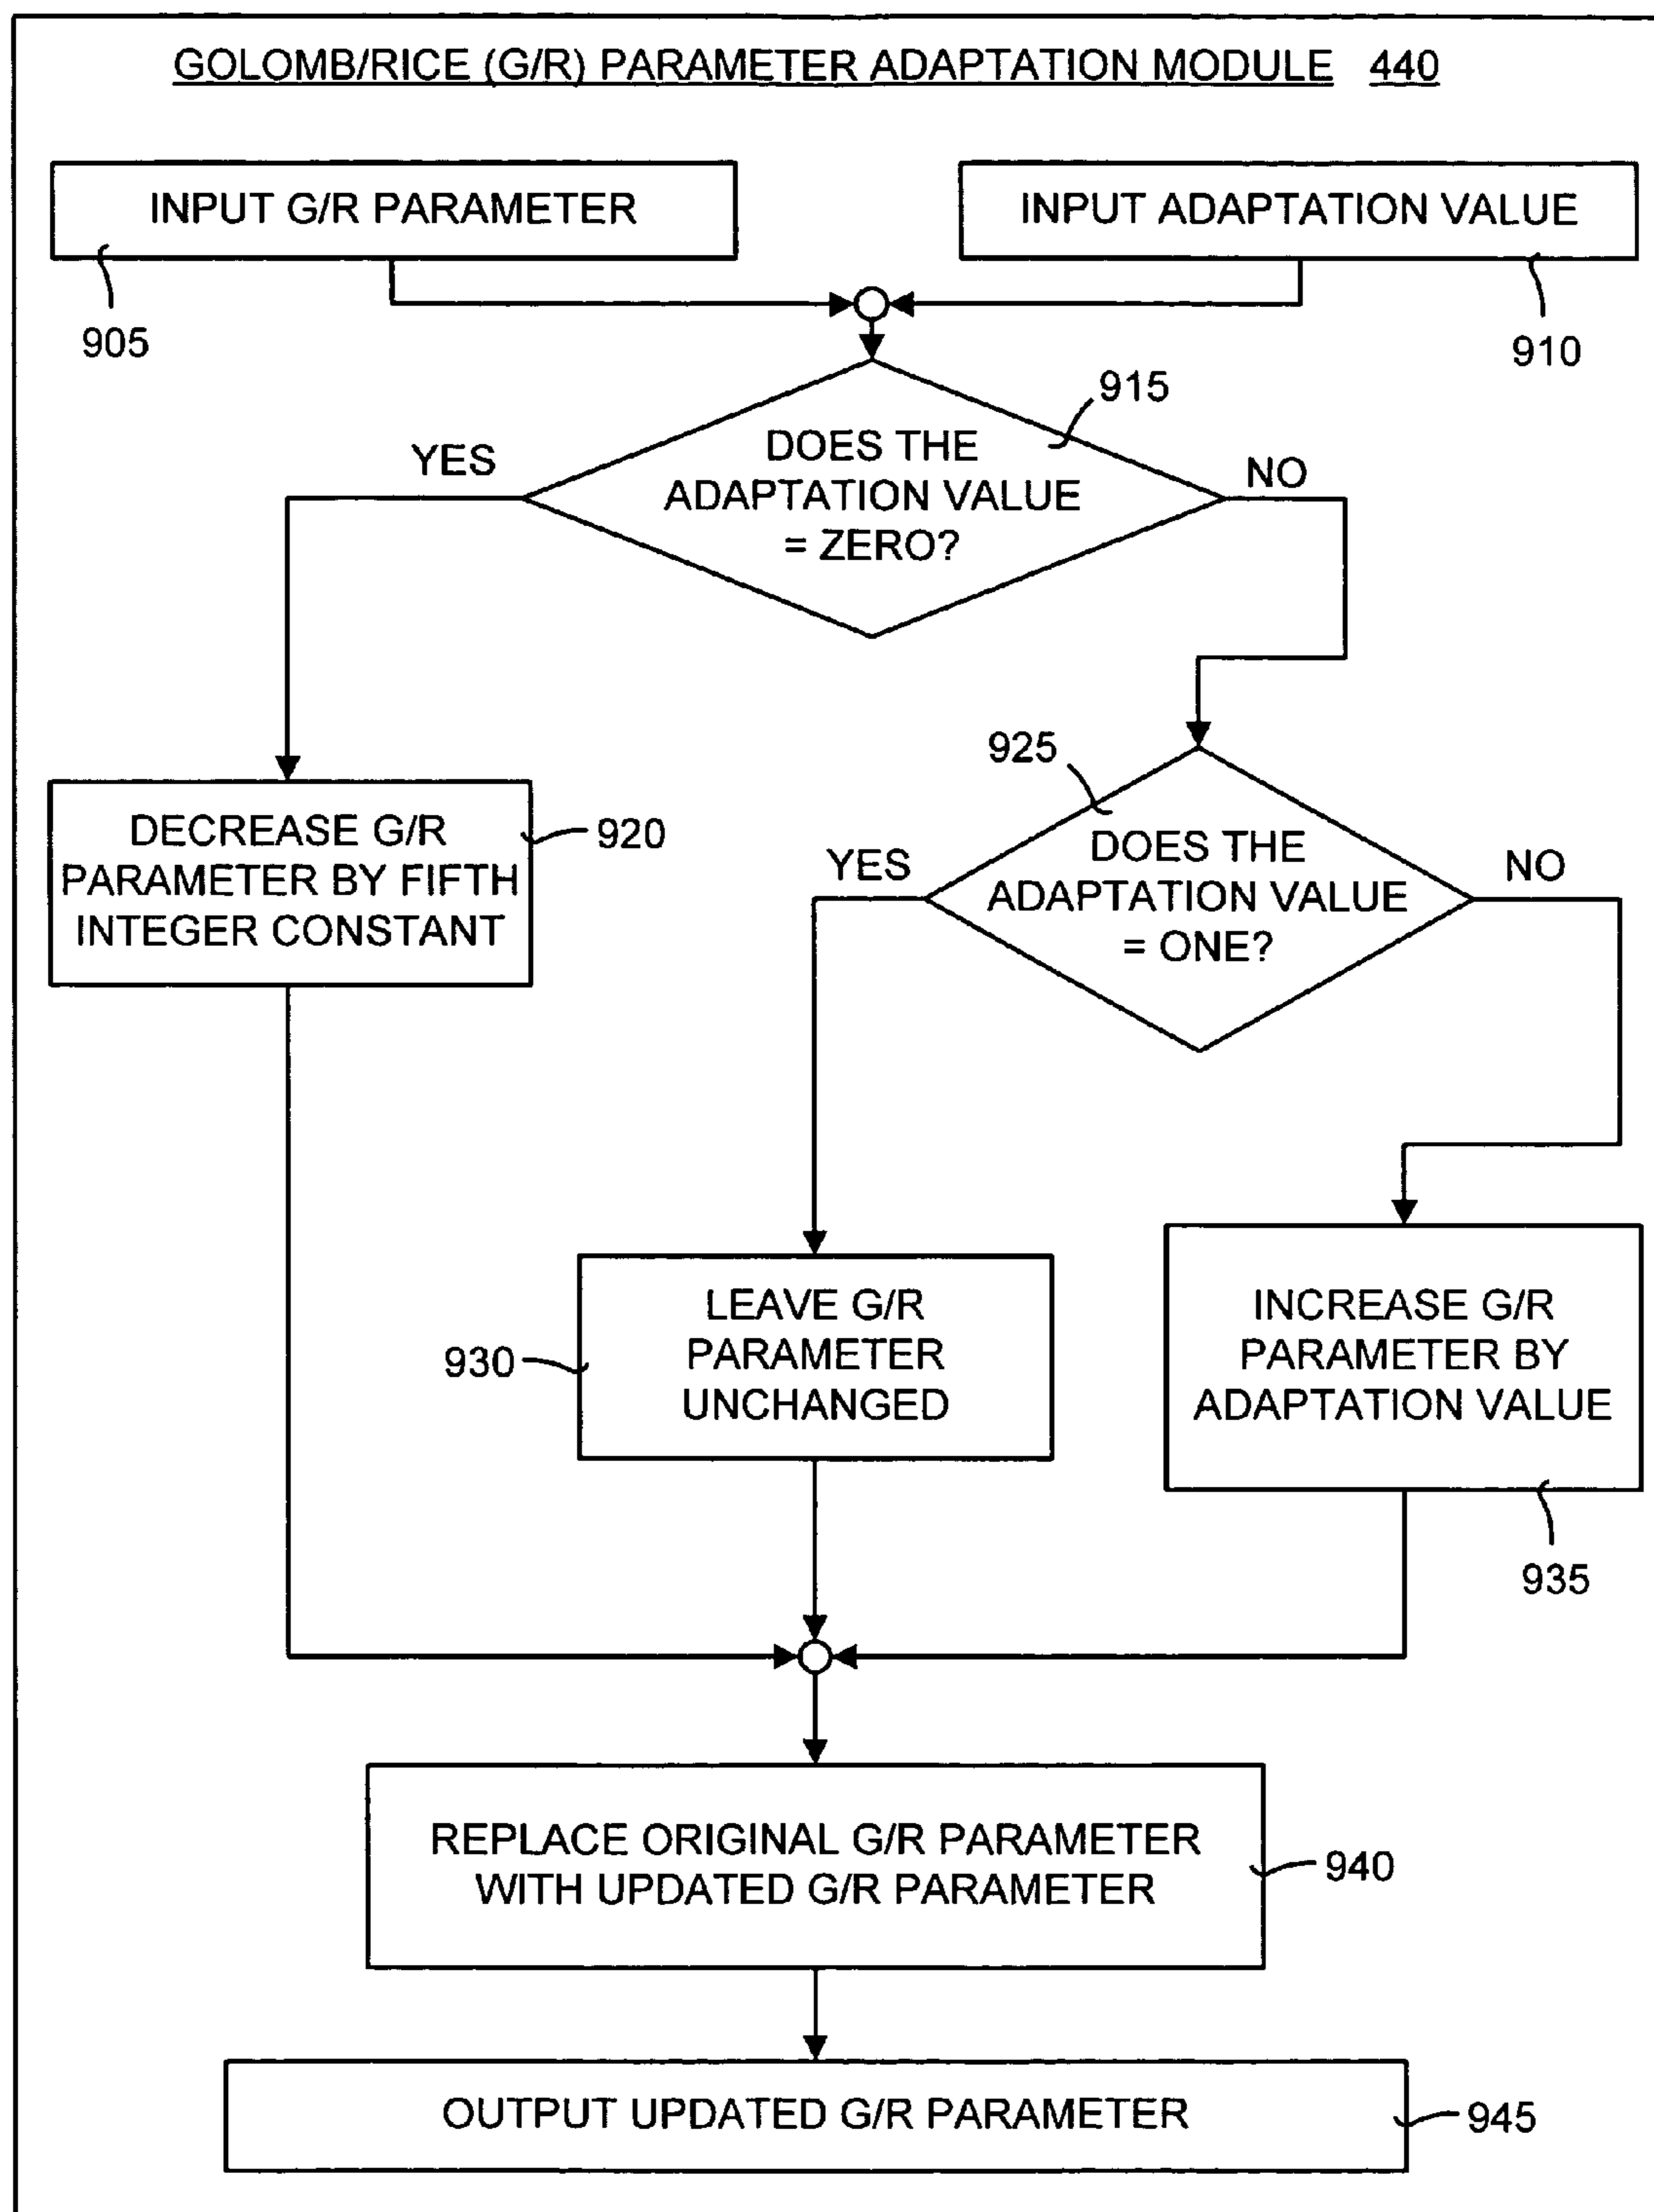 GOLOMB/RICE (G/R) PARAMETER ADAPTATION MODULE 440
INPUT G/R PARAMETER
INPUT ADAPTATION VALUE
905
910
915
DOES THE
ADAPTATION VALUE
= ZERO?
YES
NO
925
DECREASE G/R
PARAMETER BY FIFTH
INTEGER CONSTANT
920
DOES THE
ADAPTATION VALUE
= ONE?
YES
NO
LEAVE G/R
PARAMETER
UNCHANGED
930
INCREASE G/R
PARAMETER BY
ADAPTATION VALUE
935
REPLACE ORIGINAL G/R PARAMETER
WITH UPDATED G/R PARAMETER
940
OUTPUT UPDATED G/R PARAMETER
945